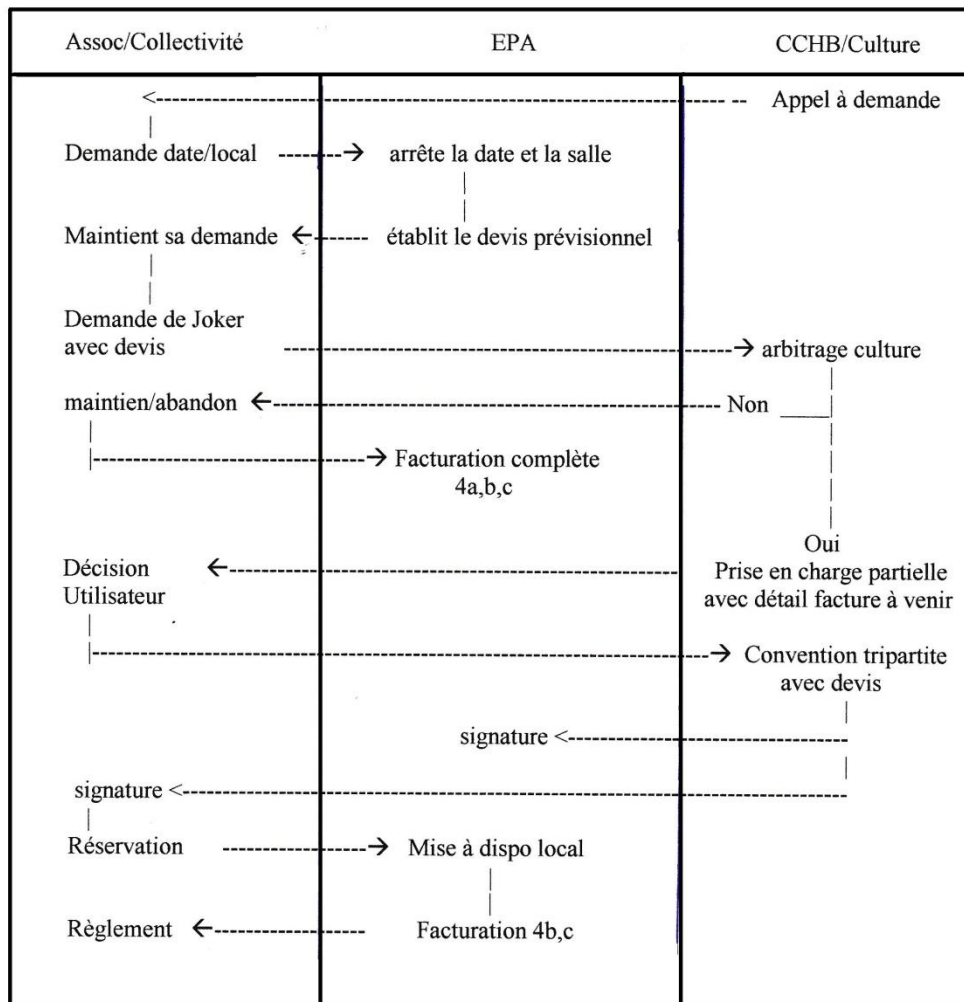 Assoc/Collectivité EPA CCHB/Culture
Appel à demande
Demande date/local arrête la date et la salle
Maintient sa demande établit le devis prévisionnel
Demande de Joker
avec devis arbitrage culture
maintien/abandon Non
Facturation complète
4a,b,c
Oui
Décision Prise en charge partielle
Utilisateur avec détail facture à venir
Convention tripartite
avec devis
signature
signature
Réservation Mise à dispo local
Règlement Facturation 4b,c